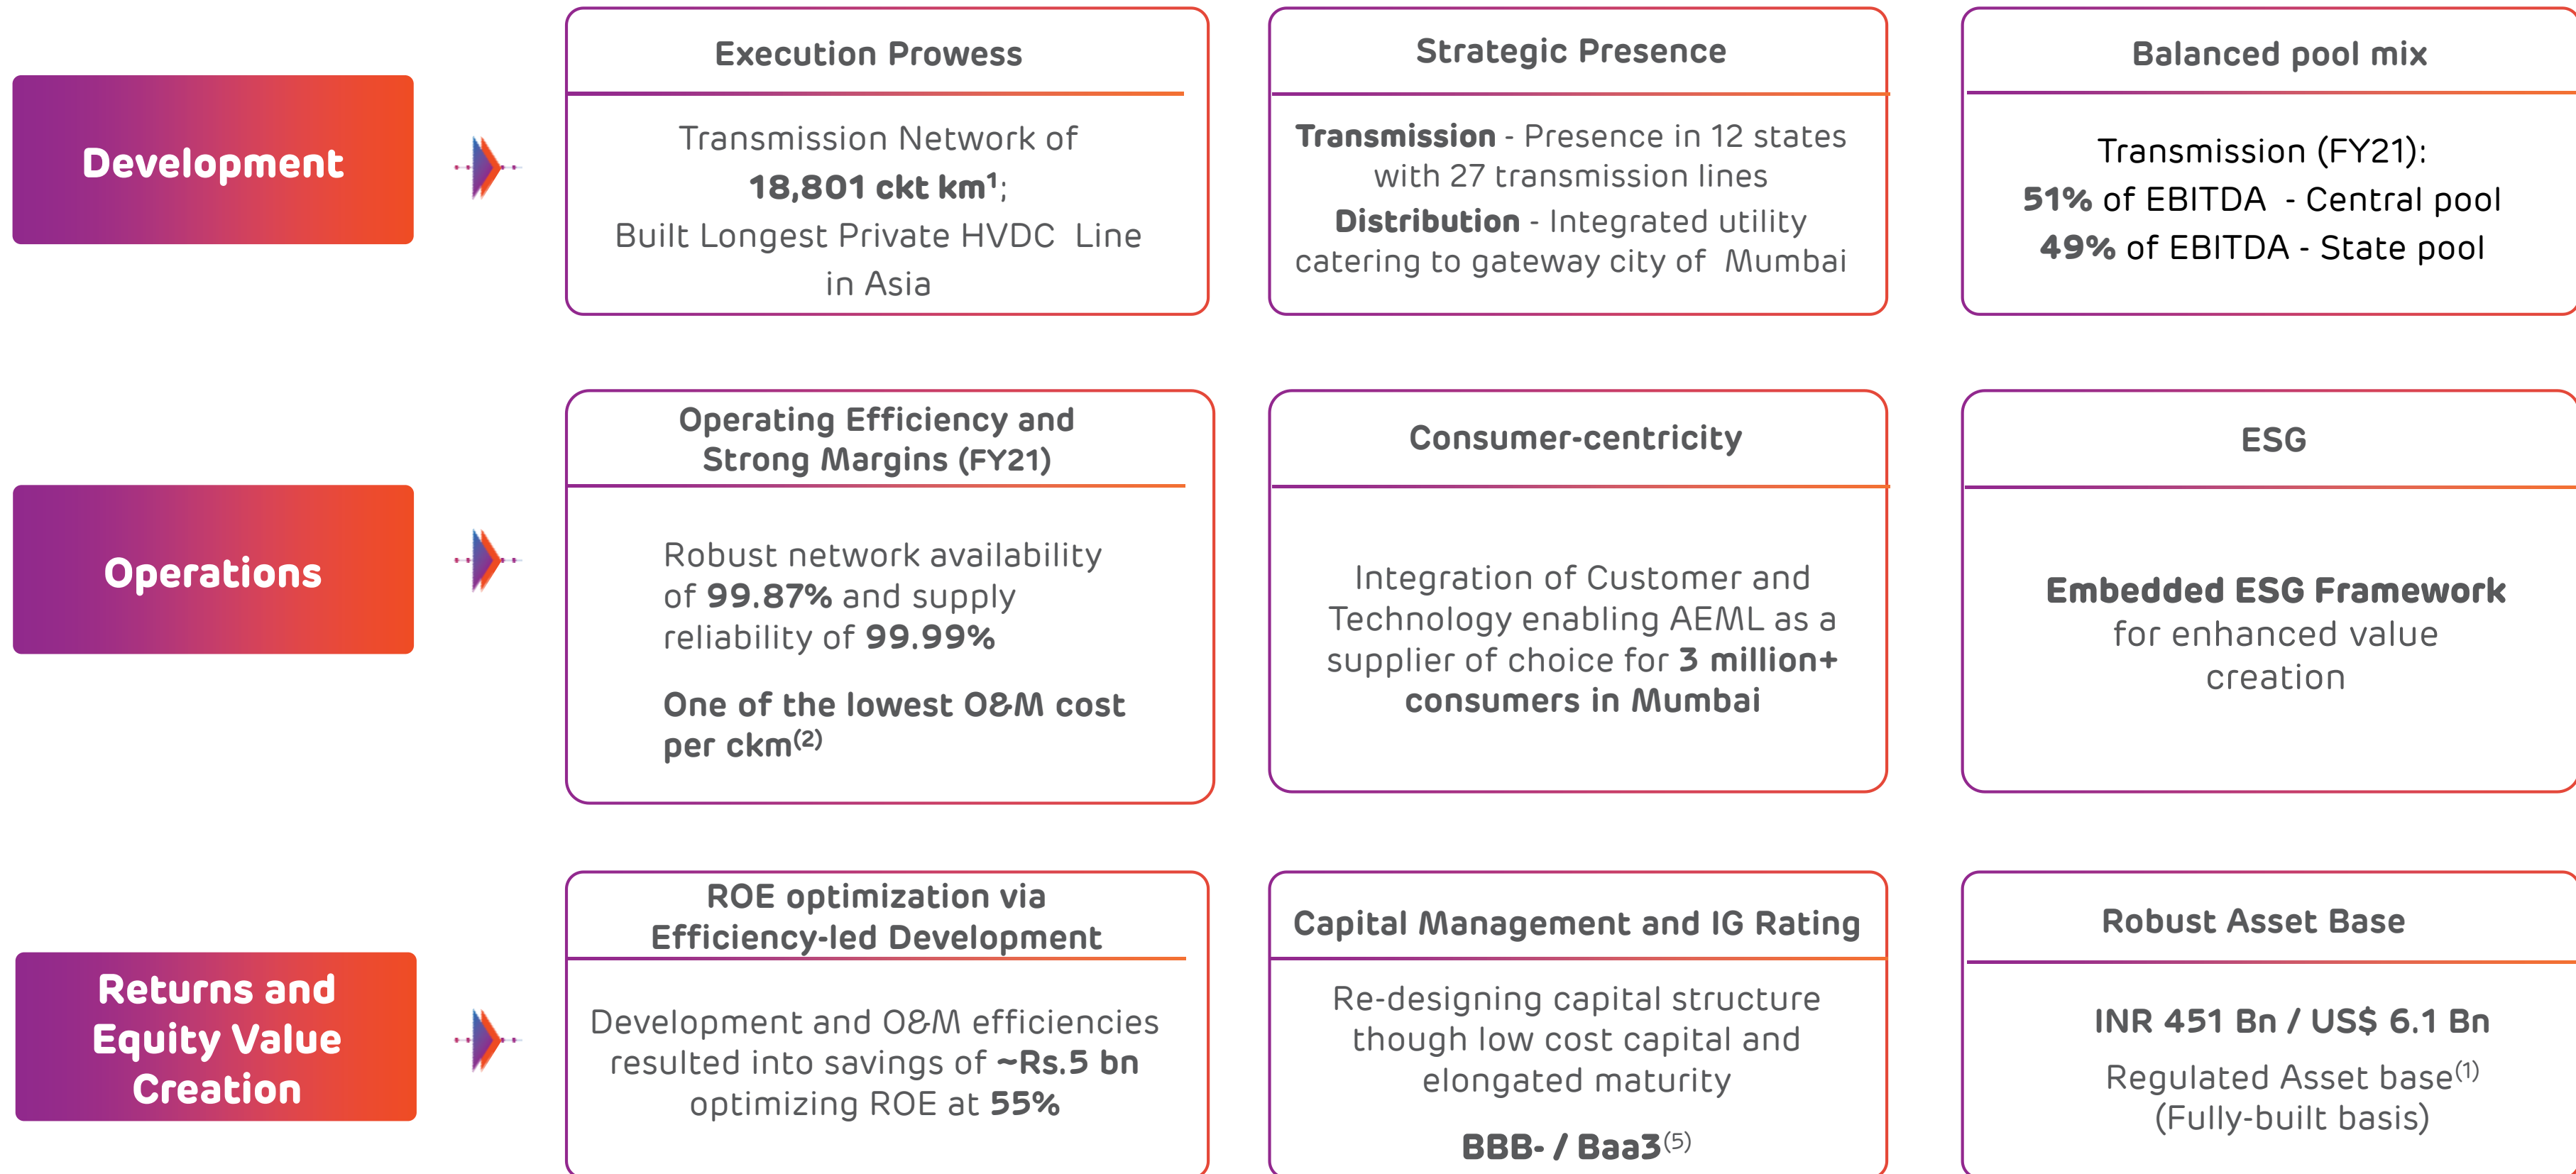 Development
Execution Prowess
Transmission Network of
18,801 ckt km¹;
Built Longest Private HVDC Line
in Asia
Strategic Presence
Transmission - Presence in 12 states
with 27 transmission lines
Distribution - Integrated utility
catering to gateway city of Mumbai
Balanced pool mix
Transmission (FY21):
51% of EBITDA - Central pool
49% of EBITDA - State pool
Operations
Operating Efficiency and
Strong Margins (FY21)
Robust network availability
of 99.87% and supply
reliability of 99.99%
One of the lowest O&M cost
per ckm(2)
Consumer-centricity
Integration of Customer and
Technology enabling AEML as a
supplier of choice for 3 million+
consumers in Mumbai
ESG
Embedded ESG Framework
for enhanced value
creation
Returns and
Equity Value
Creation
ROE optimization via
Efficiency-led Development
Development and O&M efficiencies
resulted into savings of ~Rs.5 bn
optimizing ROE at 55%
Capital Management and IG Rating
Re-designing capital structure
though low cost capital and
elongated maturity
BBB- / Baa3(5)
Robust Asset Base
INR 451 Bn / US$ 6.1 Bn
Regulated Asset base(1)
(Fully-built basis)